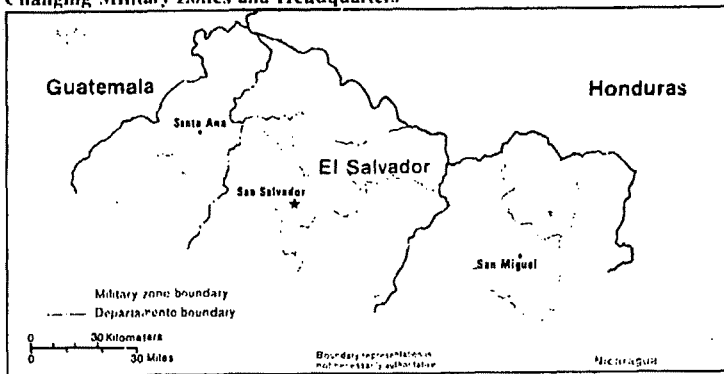 Changing Military Zones and Headquarters
Guatemala
Honduras
Santa Ana
El Salvador
San Salvador
San Miguel
Military zone boundary
Departamento boundary
0 30 Kilometers
0 30 Miles
Boundary representation is
not necessarily authoritative
Nicaragua